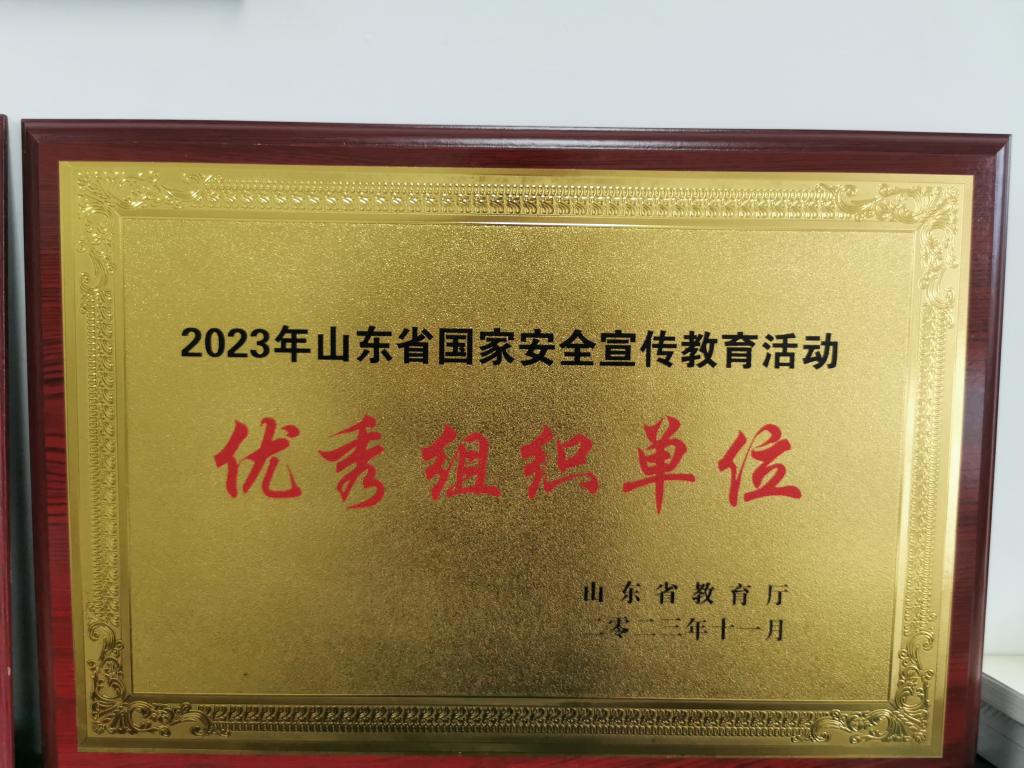 2023年山东省国家安全宣传教育活动
优秀组织单位
山东省教育厅
二零二三年十一月